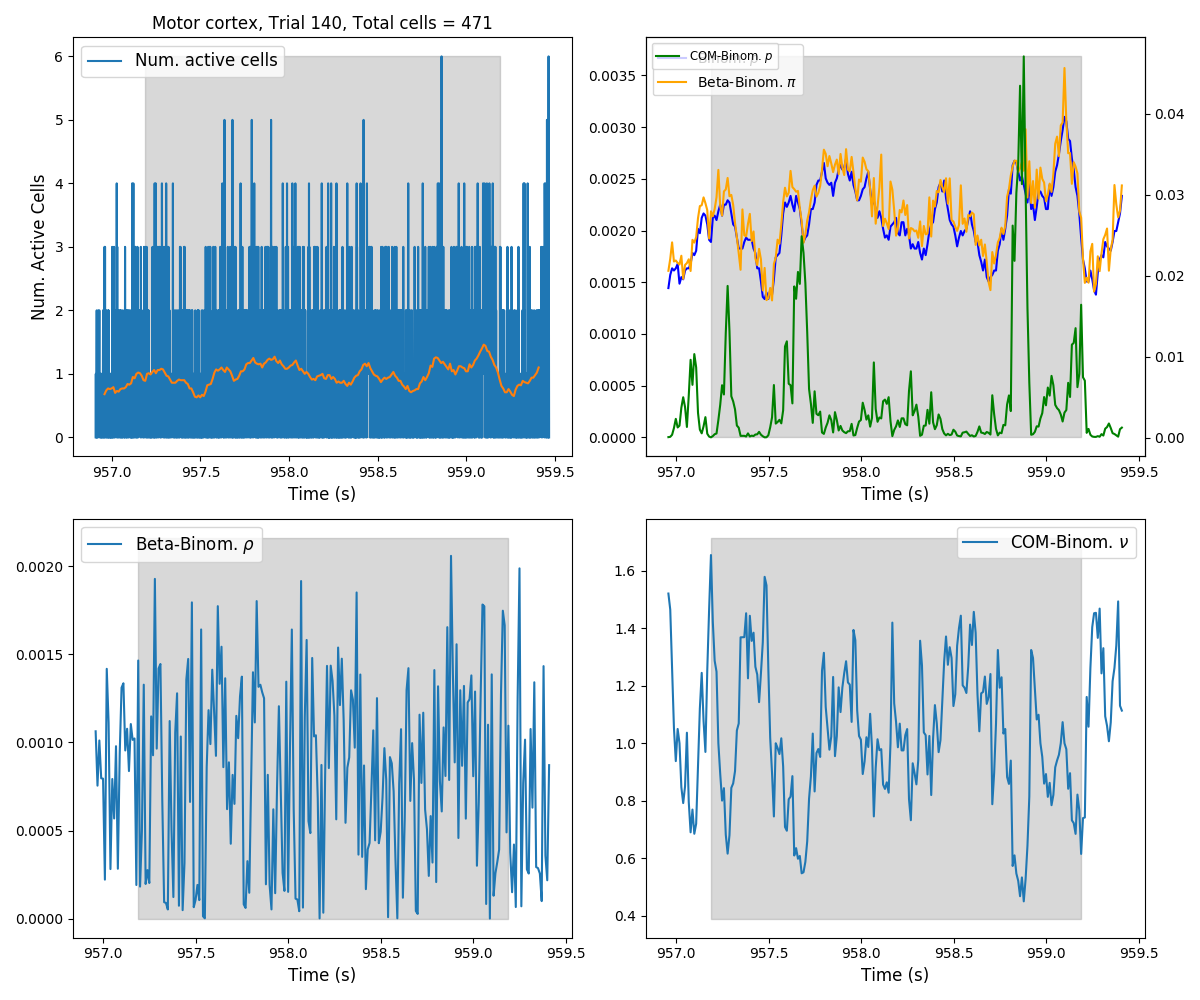 Motor cortex, Trial 140, Total cells = 471
Num. active cells
Num. Active Cells
6
5
4
3
2
1
0
957.0 957.5 958.0 958.5 959.0 959.5
Time (s)
COM-Binom. p
Beta-Binom. π
0.0035
0.0030
0.0025
0.0020
0.0015
0.0010
0.0005
0.0000
0.04
0.03
0.02
0.01
0.00
957.0 957.5 958.0 958.5 959.0 959.5
Time (s)
Beta-Binom. ρ
0.0020
0.0015
0.0010
0.0005
0.0000
957.0 957.5 958.0 958.5 959.0 959.5
Time (s)
COM-Binom. ν
1.6
1.4
1.2
1.0
0.8
0.6
0.4
957.0 957.5 958.0 958.5 959.0 959.5
Time (s)